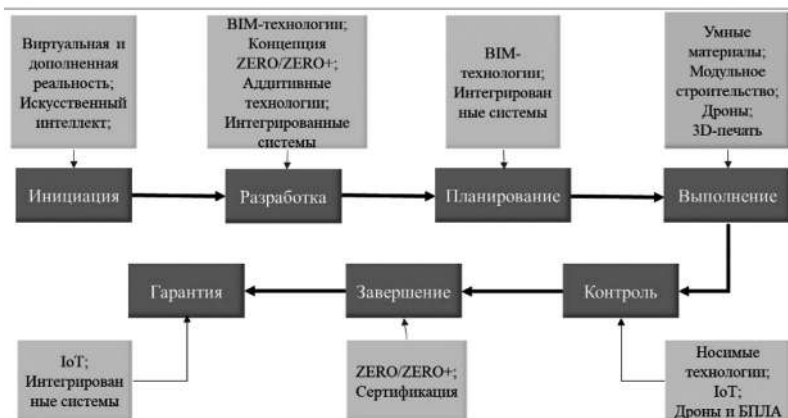 Виртуальная и
дополненная
реальность;
Искусственный
интеллект;
BIM-технологии;
Концепция
ZERO/ZERO+;
Аддитивные
технологии;
Интегрированные
системы
BIM-
технологии;
Интегрирован
ные системы
Умные
материалы;
Модульное
строительство;
Дроны;
3D-печать
Инициация
Разработка
Планирование
Выполнение
Гарантия
Завершение
Контроль
IoT;
Интегрирован
ные системы
ZERO/ZERO+;
Сертификация
Носимые
технологии;
IoT;
Дроны и БПЛА